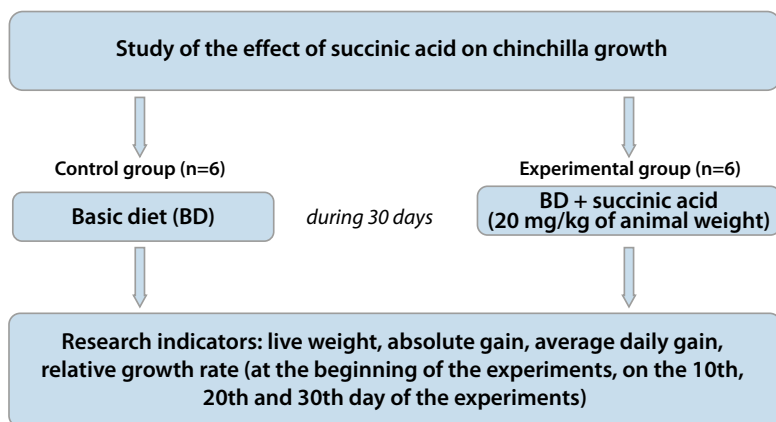 Study of the effect of succinic acid on chinchilla growth
Control group (n=6)
Basic diet (BD)
during 30 days
Experimental group (n=6)
BD + succinic acid
(20 mg/kg of animal weight)
Research indicators: live weight, absolute gain, average daily gain,
relative growth rate (at the beginning of the experiments, on the 10th,
20th and 30th day of the experiments)